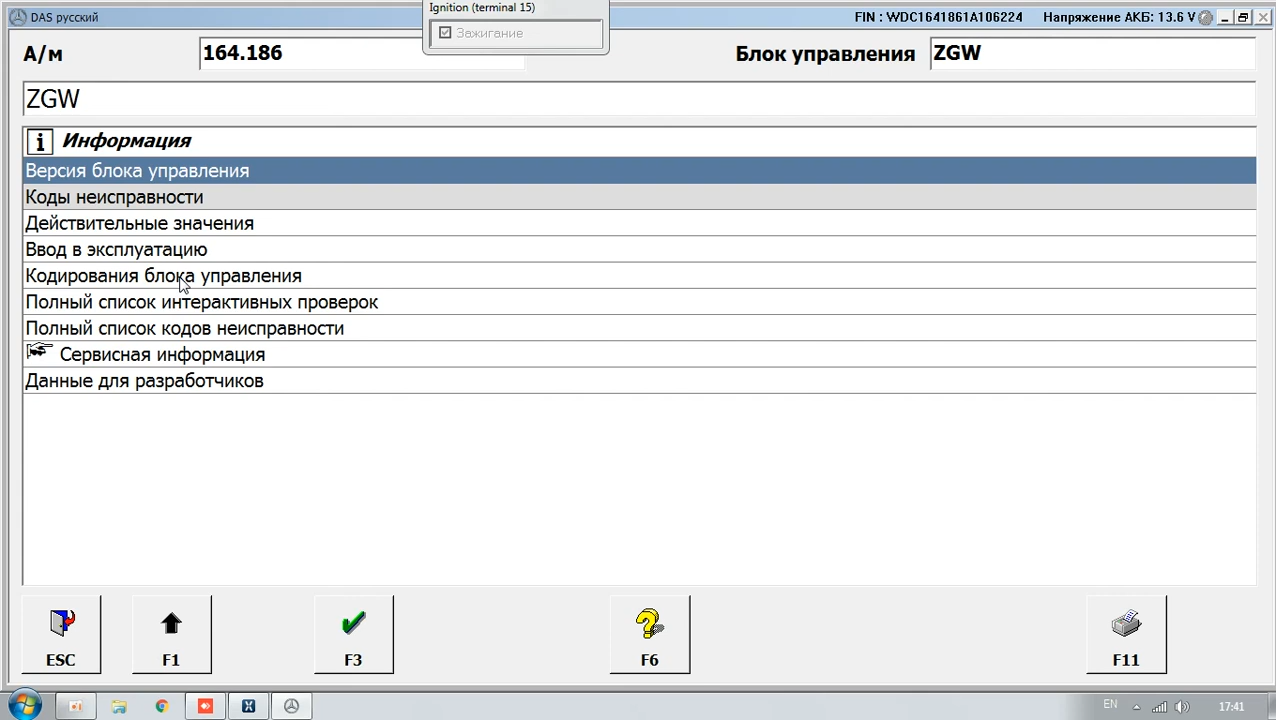 Ignition (terminal 15)
DAS русский
FIN : WDC1641861A106224 Напряжение АКБ: 13.6 V
Зажигание
А/м 164.186 Блок управления ZGW
ZGW
i Информация
Версия блока управления
Коды неисправности
Действительные значения
Ввод в эксплуатацию
Кодирования блока управления
Полный список интерактивных проверок
Полный список кодов неисправности
Сервисная информация
Данные для разработчиков
ESC F1 F3 F6 F11
EN 17:41